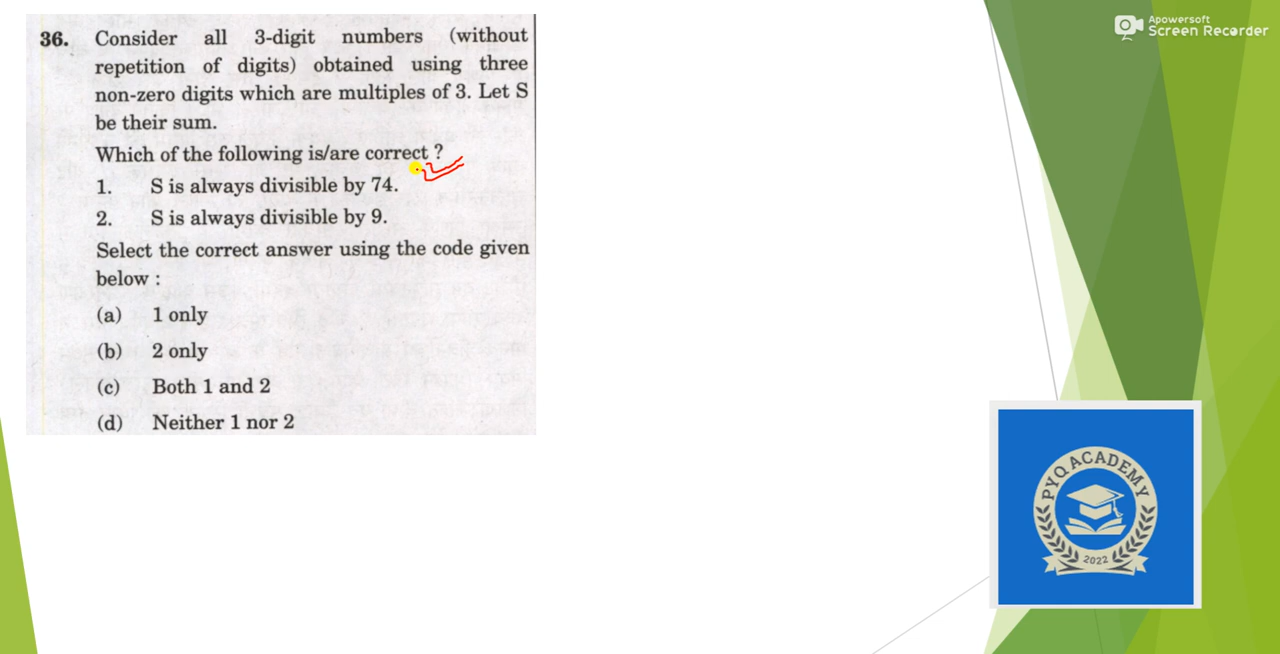 Apowersoft
Screen Recorder
36. Consider all 3-digit numbers (without
repetition of digits) obtained using three
non-zero digits which are multiples of 3. Let S
be their sum.
Which of the following is/are correct ?
1. S is always divisible by 74.
2. S is always divisible by 9.
Select the correct answer using the code given
below :
(a) 1 only
(b) 2 only
(c) Both 1 and 2
(d) Neither 1 nor 2
PYQ ACADEMY
2022